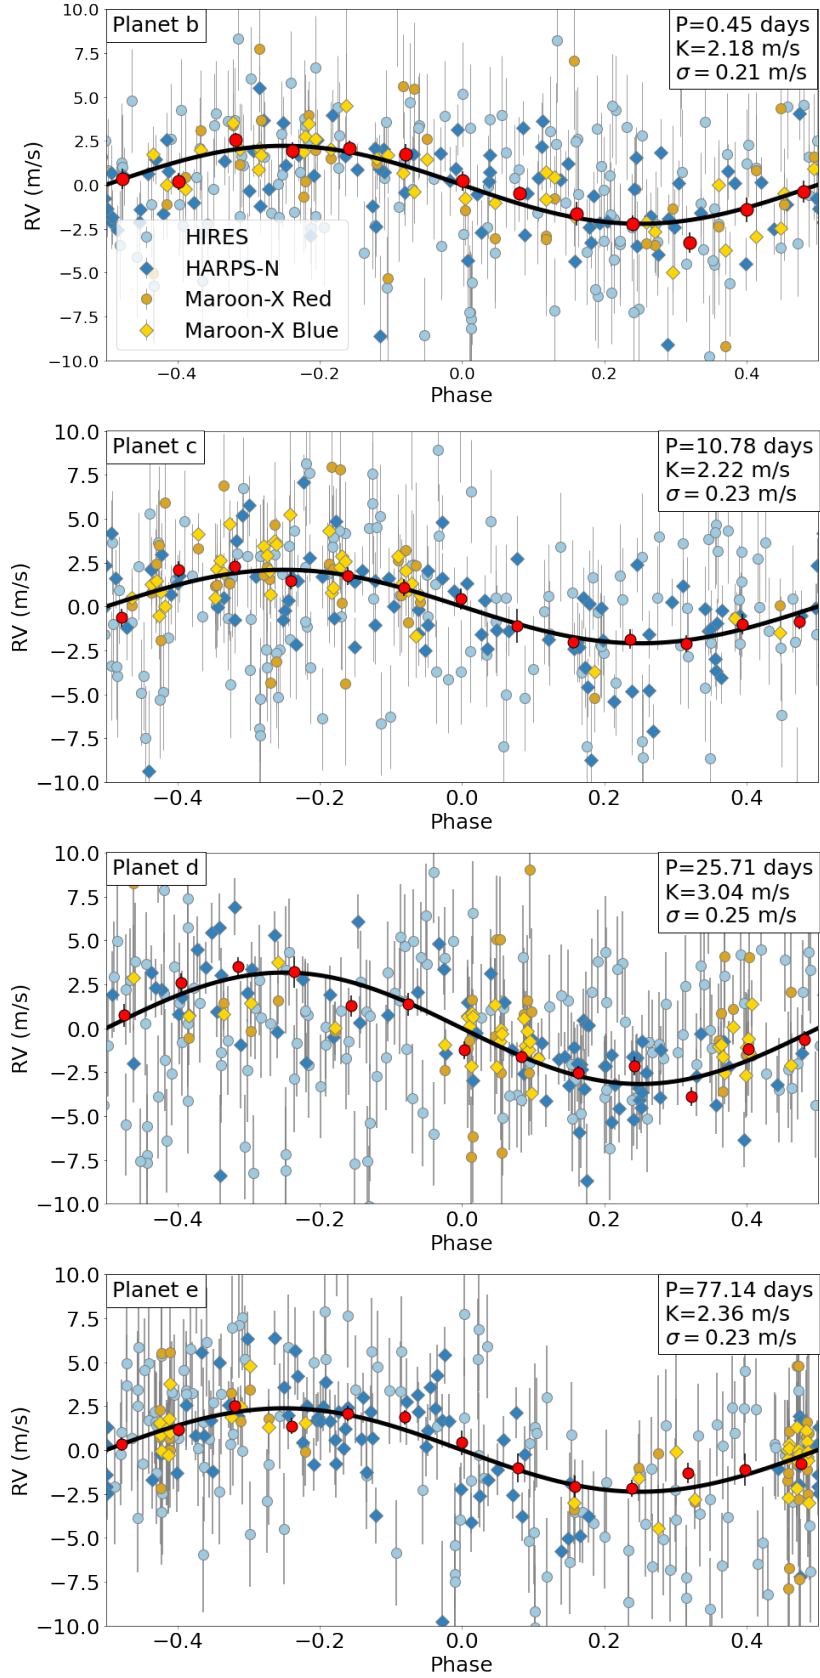 Planet b
P=0.45 days
K=2.18 m/s
σ = 0.21 m/s
10.0
7.5
5.0
2.5
0.0
−2.5
−5.0
−7.5
−10.0
RV (m/s)
HIRES
HARPS-N
Maroon-X Red
Maroon-X Blue
−0.4 −0.2 0.0 0.2 0.4
Phase
Planet c
P=10.78 days
K=2.22 m/s
σ = 0.23 m/s
10.0
7.5
5.0
2.5
0.0
−2.5
−5.0
−7.5
−10.0
RV (m/s)
−0.4 −0.2 0.0 0.2 0.4
Phase
Planet d
P=25.71 days
K=3.04 m/s
σ = 0.25 m/s
10.0
7.5
5.0
2.5
0.0
−2.5
−5.0
−7.5
−10.0
RV (m/s)
−0.4 −0.2 0.0 0.2 0.4
Phase
Planet e
P=77.14 days
K=2.36 m/s
σ = 0.23 m/s
10.0
7.5
5.0
2.5
0.0
−2.5
−5.0
−7.5
−10.0
RV (m/s)
−0.4 −0.2 0.0 0.2 0.4
Phase